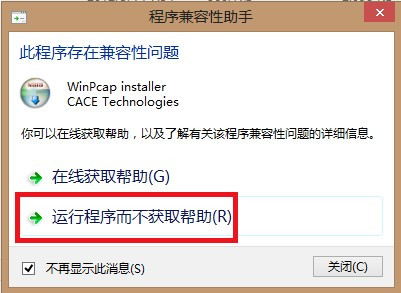 程序兼容性助手
此程序存在兼容性问题
WinPcap installer
CACE Technologies
你可以在线获取帮助，以及了解有关该程序兼容性问题的详细信息。
在线获取帮助(G)
运行程序而不获取帮助(R)
不再显示此消息(S)
关闭(C)